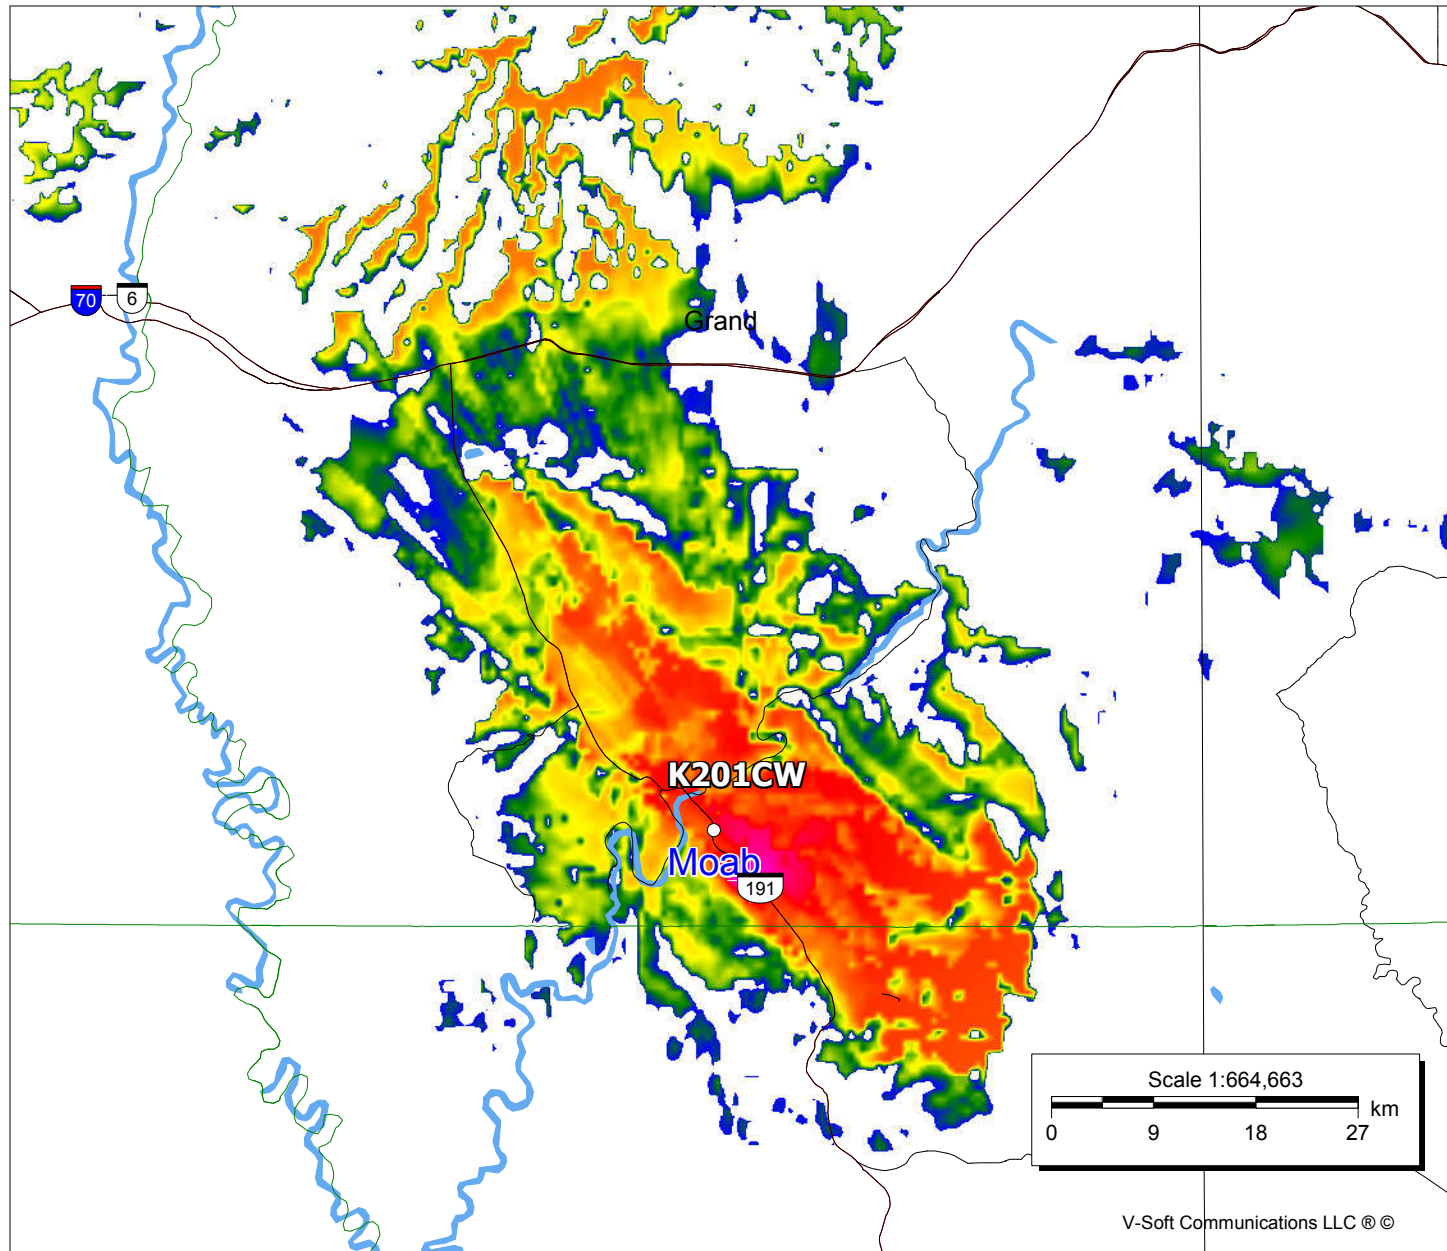 70
6
Grand
K201CW
Moab
191
Scale 1:664,663
km
0 9 18 27
V-Soft Communications LLC ® ©